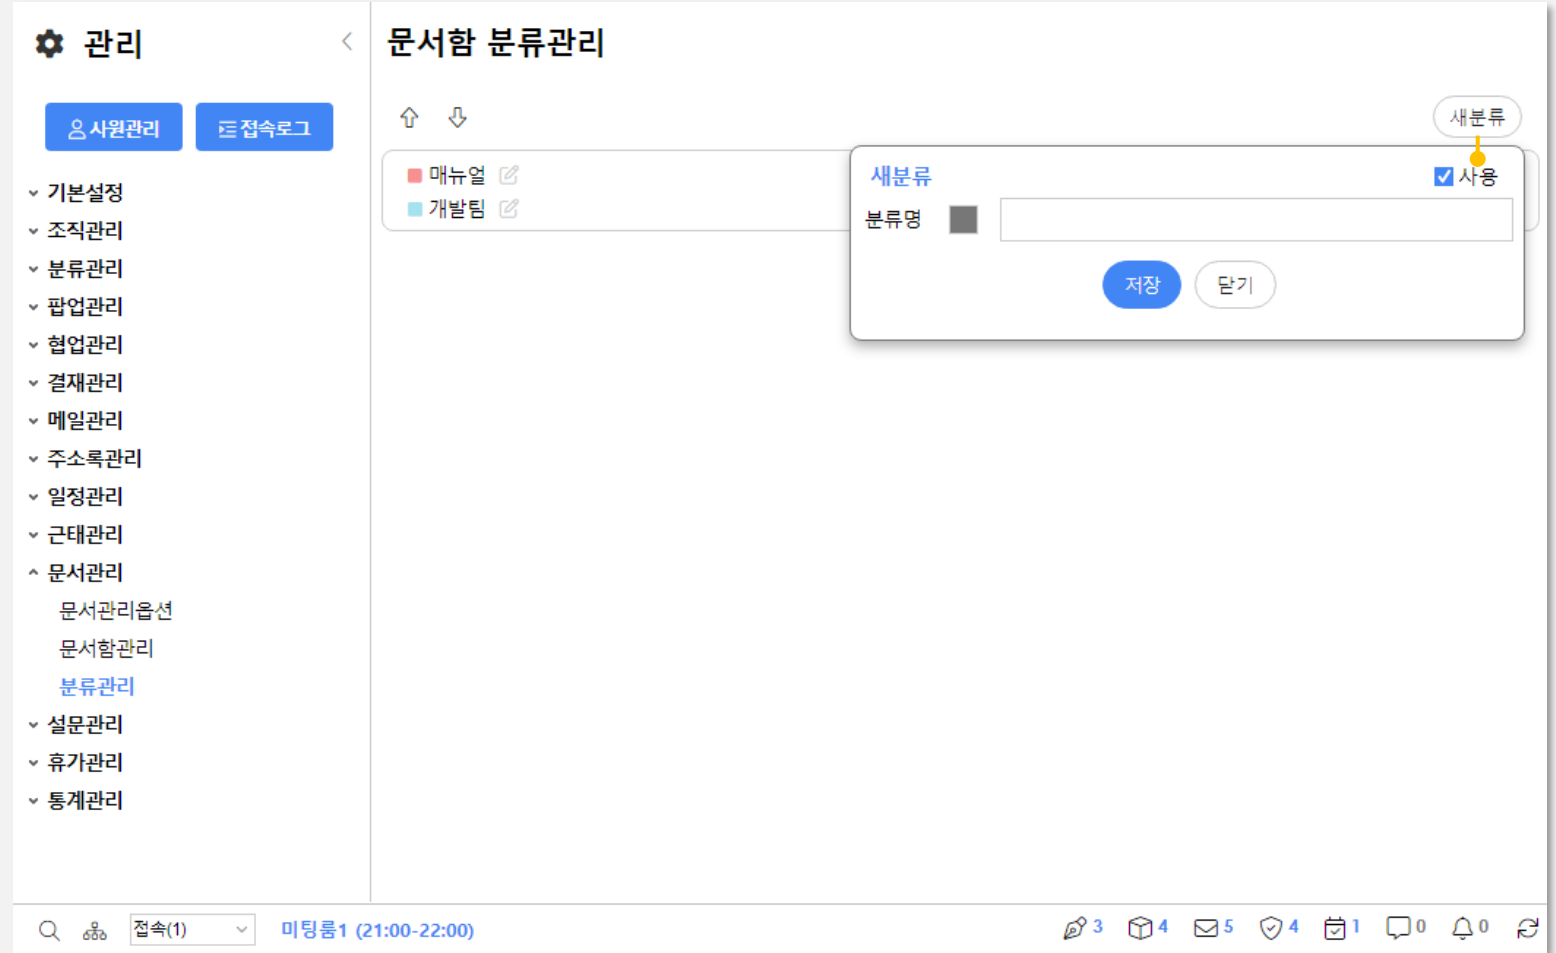 관리
문서함 분류관리
사원관리
접속로그
새분류
기본설정
조직관리
분류관리
팝업관리
협업관리
결재관리
메일관리
주소록관리
일정관리
근태관리
문서관리
문서관리옵션
문서함관리
분류관리
설문관리
휴가관리
통계관리
매뉴얼
개발팀
새분류
사용
분류명
저장 닫기
접속(1) 미팅룸1 (21:00-22:00) 3 4 5 4 1 0 0